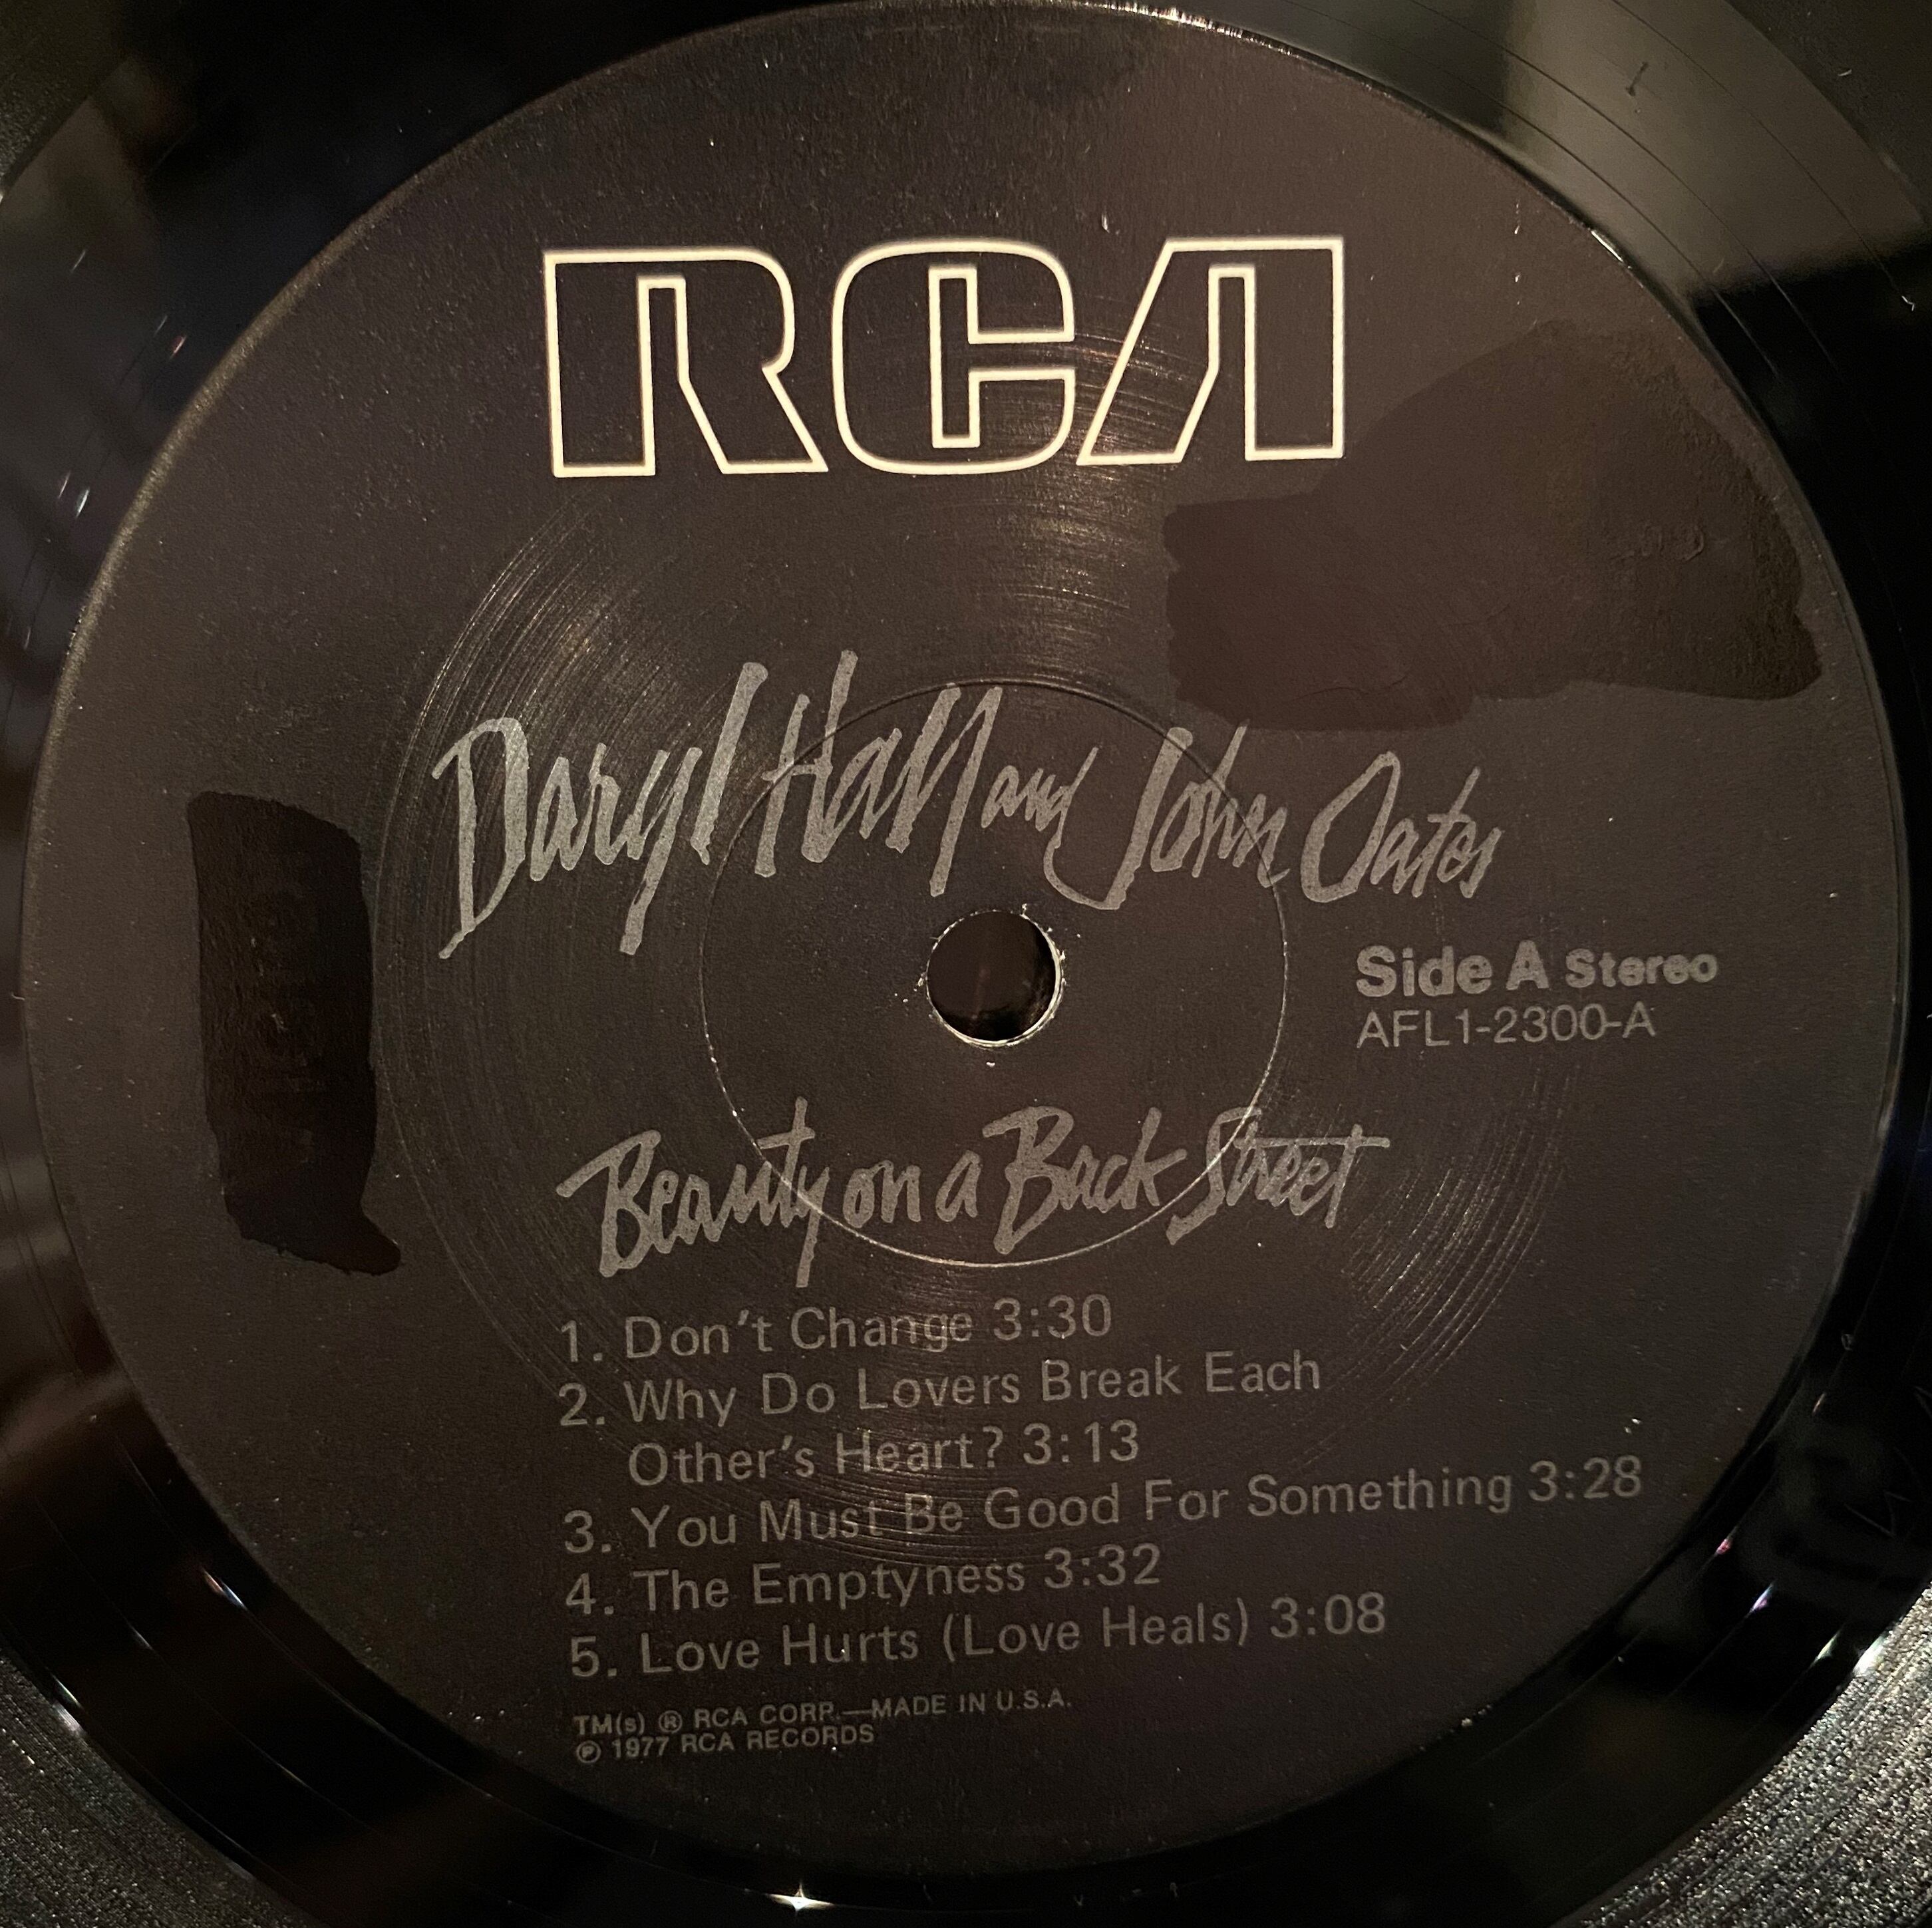 RCA
Daryl Hall and John Oates
Side A Stereo
AFL1-2300-A
Beauty on a Back Street
1. Don't Change 3:30
2. Why Do Lovers Break Each
Other's Heart? 3:13
3. You Must Be Good For Something 3:28
4. The Emptyness 3:32
5. Love Hurts (Love Heals) 3:08
TM(s) ® RCA CORP.—MADE IN U.S.A.
℗ 1977 RCA RECORDS